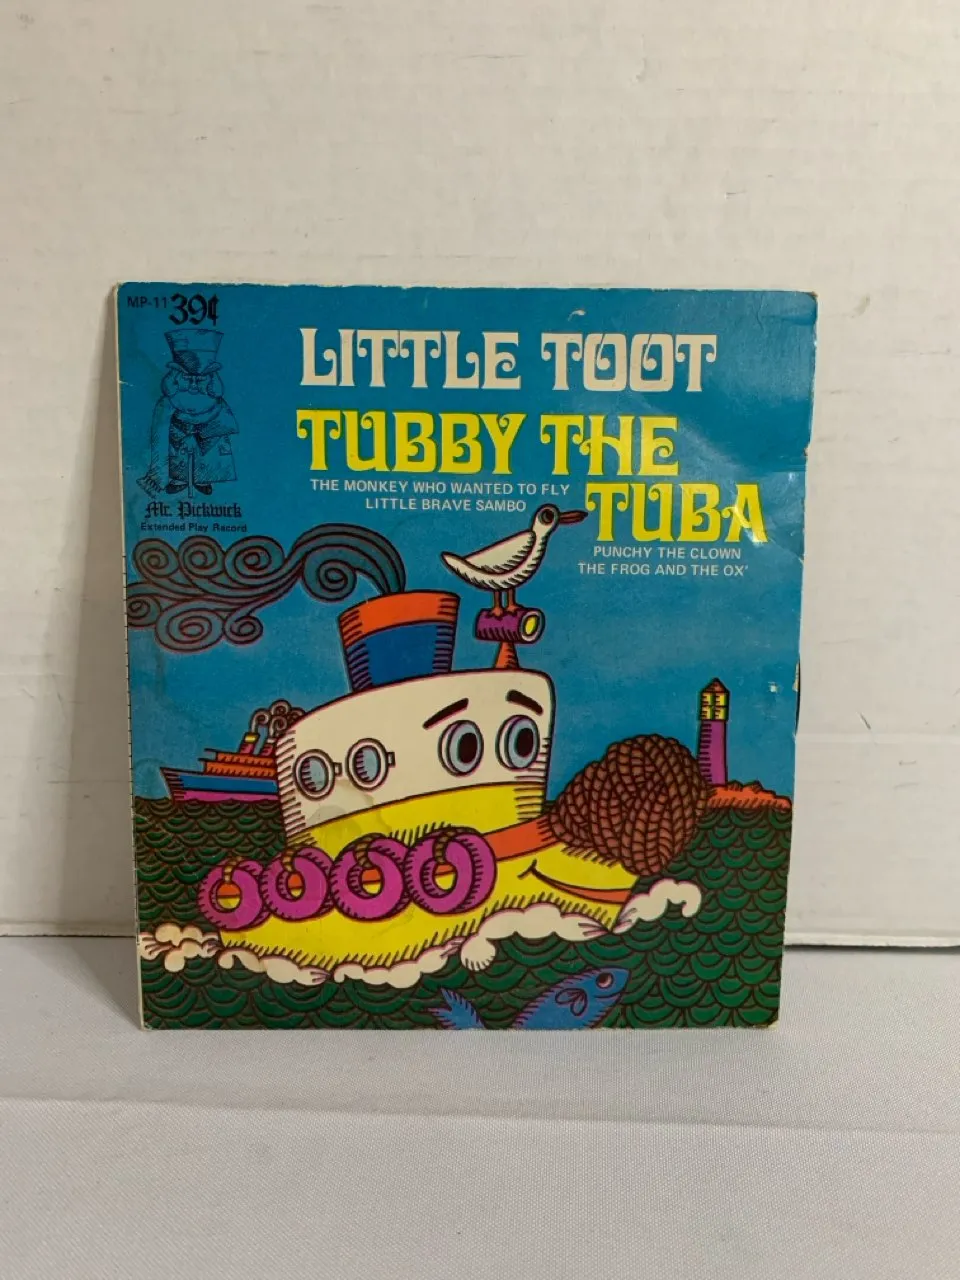 MP-11 39¢
LITTLE TOOT
TUBBY THE
TUBA
THE MONKEY WHO WANTED TO FLY
LITTLE BRAVE SAMBO
PUNCHY THE CLOWN
THE FROG AND THE OX'
Mr. Pickwick
Extended Play Record